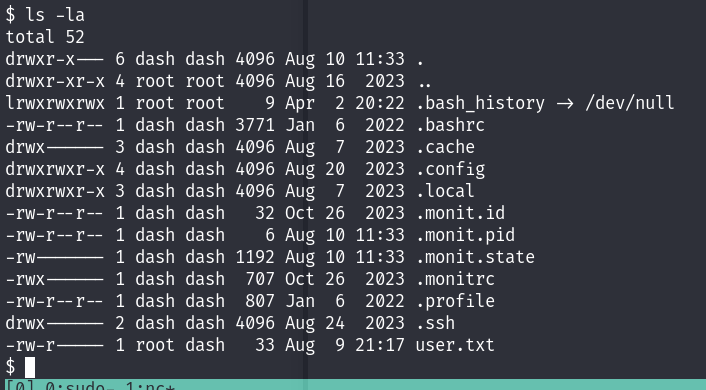 $ ls -la
total 52
drwxr-x--- 6 dash dash 4096 Aug 10 11:33 .
drwxr-xr-x 4 root root 4096 Aug 16  2023 ..
lrwxrwxrwx 1 root root    9 Apr  2 20:22 .bash_history -> /dev/null
-rw-r--r-- 1 dash dash 3771 Jan  6  2022 .bashrc
drwx------ 3 dash dash 4096 Aug  7  2023 .cache
drwxrwxr-x 4 dash dash 4096 Aug 20  2023 .config
drwxrwxr-x 3 dash dash 4096 Aug  7  2023 .local
-rw-r--r-- 1 dash dash   32 Oct 26  2023 .monit.id
-rw-r--r-- 1 dash dash    6 Aug 10 11:33 .monit.pid
-rw------- 1 dash dash 1192 Aug 10 11:33 .monit.state
-rwx------ 1 dash dash  707 Oct 26  2023 .monitrc
-rw-r--r-- 1 dash dash  807 Jan  6  2022 .profile
drwx------ 2 dash dash 4096 Aug 24  2023 .ssh
-rw-r----- 1 root dash   33 Aug  9 21:17 user.txt
$
[0] 0:sudo- 1:nc*